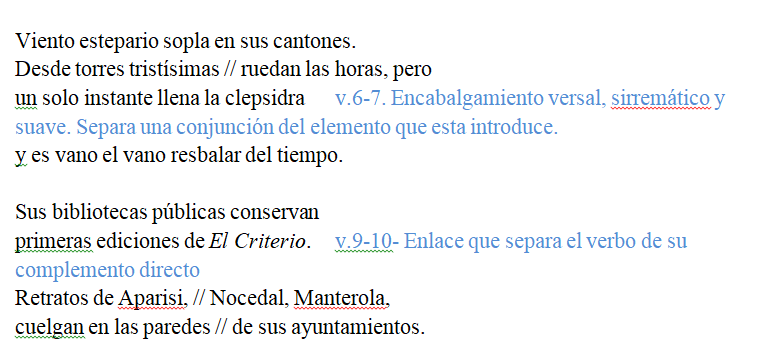 Viento estepario sopla en sus cantones.
Desde torres tristísimas // ruedan las horas, pero
un solo instante llena la clepsidra v.6-7. Encabalgamiento versal, sirremático y
suave. Separa una conjunción del elemento que esta introduce.
y es vano el vano resbalar del tiempo.
Sus bibliotecas públicas conservan
primeras ediciones de El Criterio. v.9-10- Enlace que separa el verbo de su
complemento directo
Retratos de Aparisi, // Nocedal, Manterola,
cuelgan en las paredes // de sus ayuntamientos.